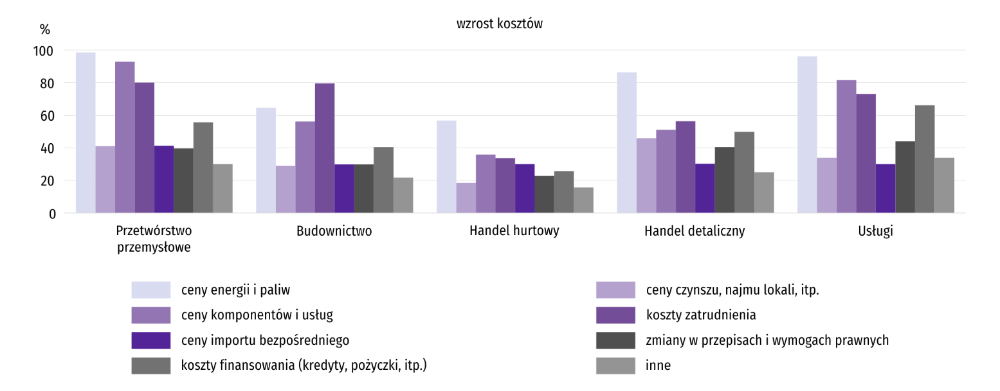 wzrost kosztów
%
100
80
60
40
20
0
Przetwórstwo
przemysłowe
Budownictwo
Handel hurtowy
Handel detaliczny
Usługi
ceny energii i paliw
ceny czynszu, najmu lokali, itp.
ceny komponentów i usług
koszty zatrudnienia
ceny importu bezpośredniego
zmiany w przepisach i wymogach prawnych
koszty finansowania (kredyty, pożyczki, itp.)
inne